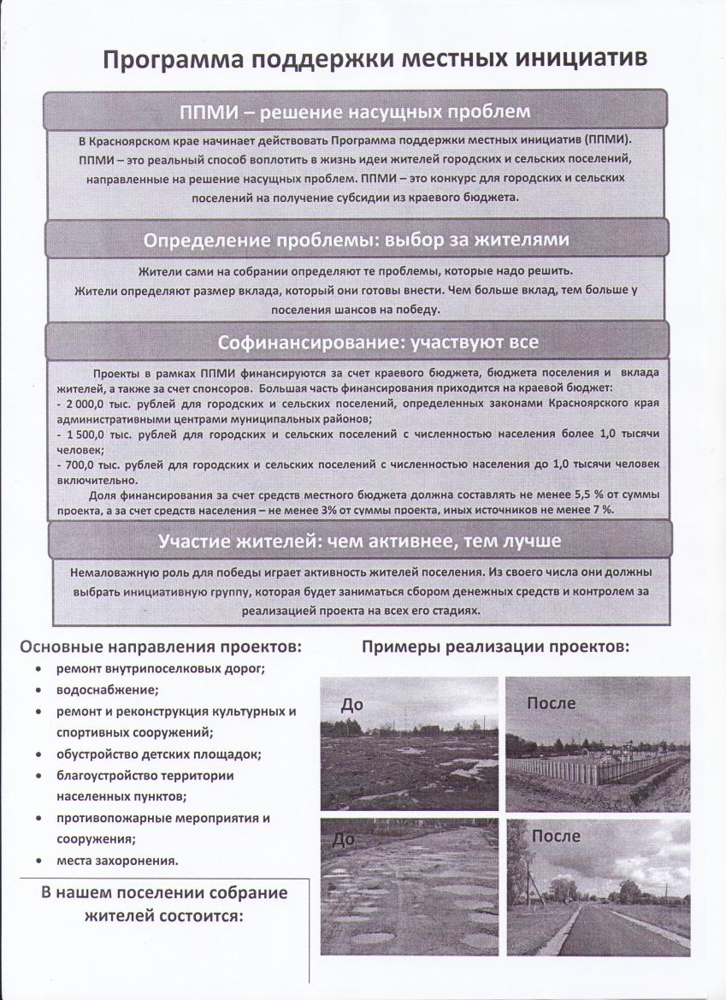 Программа поддержки местных инициатив
ППМИ – решение насущных проблем
В Красноярском крае начинает действовать Программа поддержки местных инициатив (ППМИ).
ППМИ – это реальный способ воплотить в жизнь идеи жителей городских и сельских поселений,
направленные на решение насущных проблем. ППМИ – это конкурс для городских и сельских
поселений на получение субсидии из краевого бюджета.
Определение проблемы: выбор за жителями
Жители сами на собрании определяют те проблемы, которые надо решить.
Жители определяют размер вклада, который они готовы внести. Чем больше вклад, тем больше у
поселения шансов на победу.
Софинансирование: участвуют все
Проекты в рамках ППМИ финансируются за счет краевого бюджета, бюджета поселения и вклада
жителей, а также за счет спонсоров. Большая часть финансирования приходится на краевой бюджет:
- 2 000,0 тыс. рублей для городских и сельских поселений, определенных законами Красноярского края
административными центрами муниципальных районов;
- 1 500,0 тыс. рублей для городских и сельских поселений с численностью населения более 1,0 тысячи
человек;
- 700,0 тыс. рублей для городских и сельских поселений с численностью населения до 1,0 тысячи человек
включительно.
Доля финансирования за счет средств местного бюджета должна составлять не менее 5,5 % от суммы
проекта, а за счет средств населения – не менее 3% от суммы проекта, иных источников не менее 7 %.
Участие жителей: чем активнее, тем лучше
Немаловажную роль для победы играет активность жителей поселения. Из своего числа они должны
выбрать инициативную группу, которая будет заниматься сбором денежных средств и контролем за
реализацией проекта на всех его стадиях.
Основные направления проектов:
• ремонт внутрипоселковых дорог;
• водоснабжение;
• ремонт и реконструкция культурных и
спортивных сооружений;
• обустройство детских площадок;
• благоустройство территории
населенных пунктов;
• противопожарные мероприятия и
сооружения;
• места захоронения.
В нашем поселении собрание
жителей состоится:
Примеры реализации проектов:
До
После
До
После